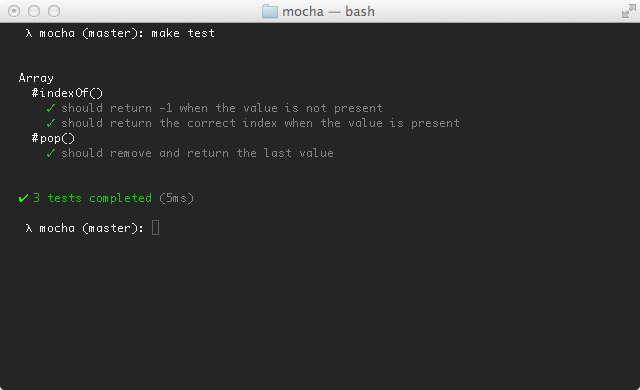 mocha — bash
λ mocha (master): make test
Array
#indexOf()
✓ should return -1 when the value is not present
✓ should return the correct index when the value is present
#pop()
✓ should remove and return the last value
✔ 3 tests completed (5ms)
λ mocha (master):